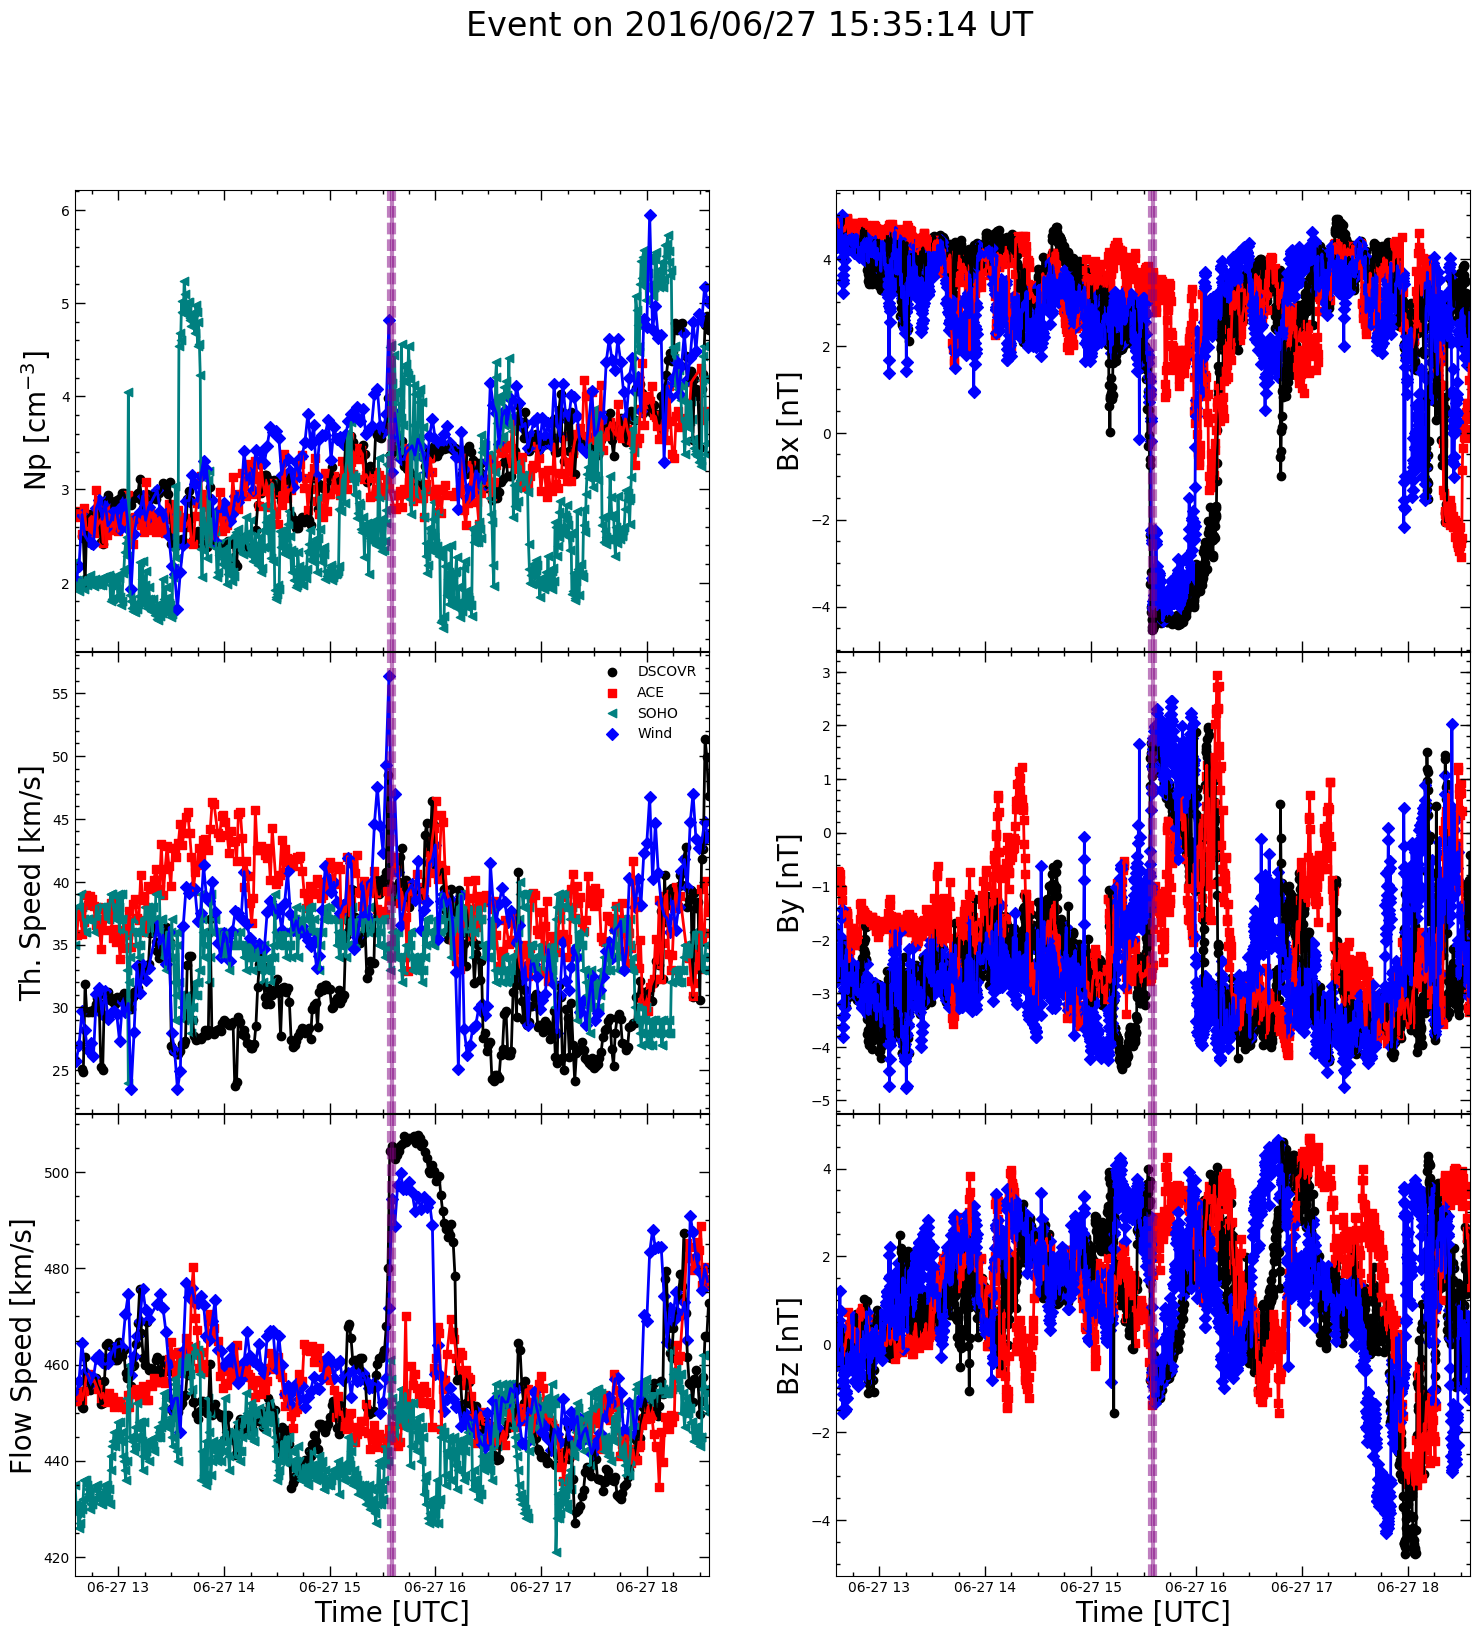 Event on 2016/06/27 15:35:14 UT
Np [cm−3]
6
5
4
3
2
Bx [nT]
4
2
0
−2
−4
Th. Speed [km/s]
55
50
45
40
35
30
25
DSCOVR
ACE
SOHO
Wind
By [nT]
3
2
1
0
−1
−2
−3
−4
−5
Flow Speed [km/s]
500
480
460
440
420
Bz [nT]
4
2
0
−2
−4
06-27 13 06-27 14 06-27 15 06-27 16 06-27 17 06-27 18
Time [UTC]
06-27 13 06-27 14 06-27 15 06-27 16 06-27 17 06-27 18
Time [UTC]